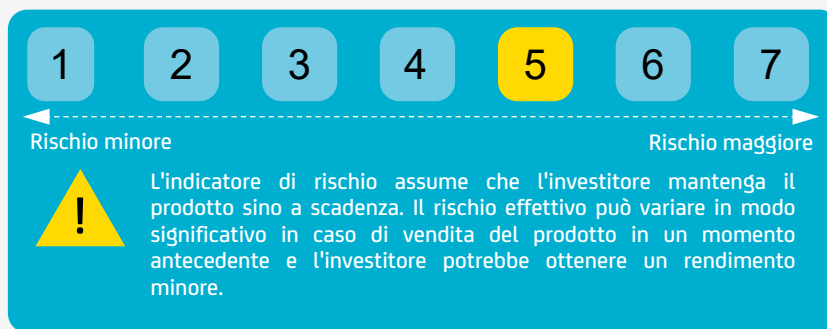 1 2 3 4 5 6 7
Rischio minore Rischio maggiore
!
L'indicatore di rischio assume che l'investitore mantenga il
prodotto sino a scadenza. Il rischio effettivo può variare in modo
significativo in caso di vendita del prodotto in un momento
antecedente e l'investitore potrebbe ottenere un rendimento
minore.